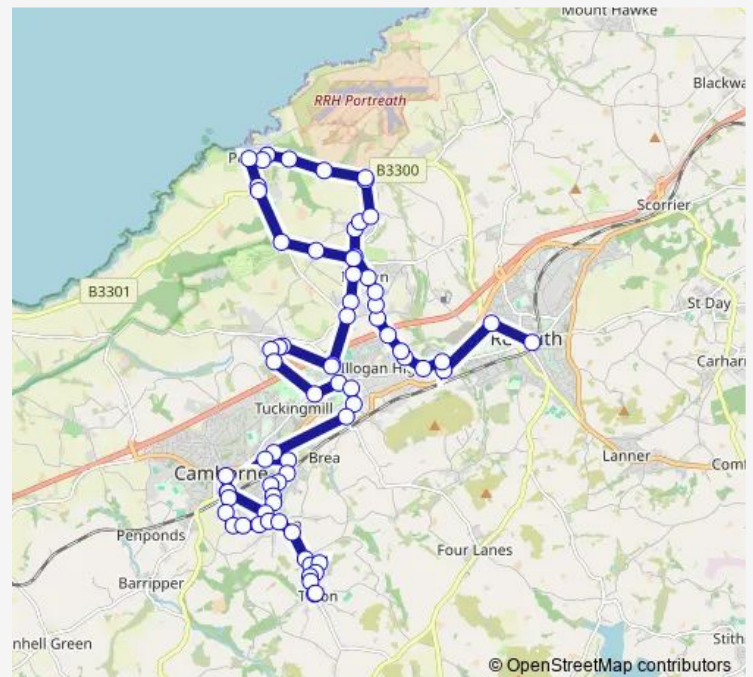 Mount Hawke
Blackwa
RRH Portreath
B3300
Scorrier
B3301
St Day
Illogan Hig
Carhar
Tuckingmill
Lanner
Brea
Camborne
Com
Penponds
Four Lanes
Barripper
nhell Green
Stith
© OpenStreetMap contributors